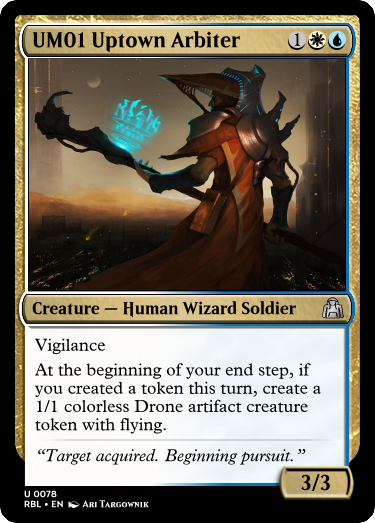 UM01 Uptown Arbiter 1
Creature — Human Wizard Soldier
Vigilance
At the beginning of your end step, if
you created a token this turn, create a
1/1 colorless Drone artifact creature
token with flying.
“Target acquired. Beginning pursuit.”
3/3
U 0078
RBL • EN Ari Targownik